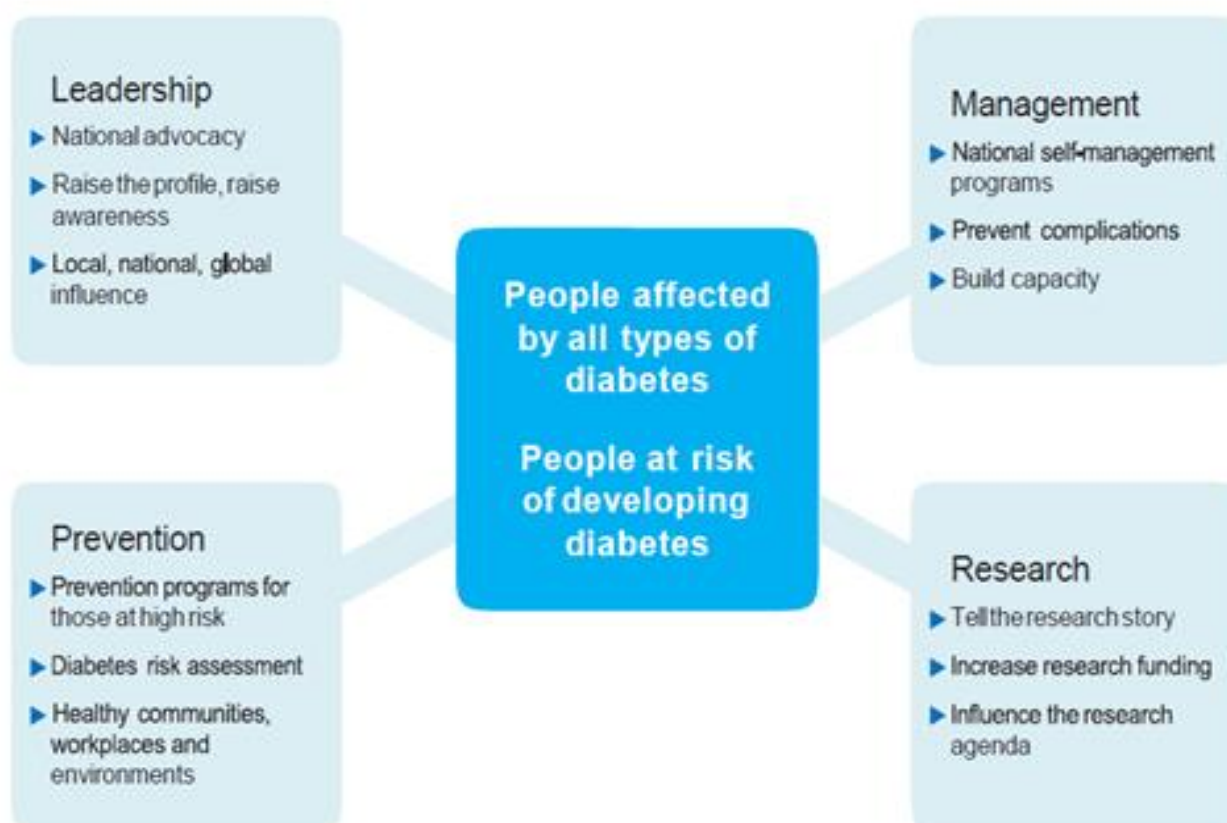 Leadership
National advocacy
Raise the profile, raise
awareness
Local, national, global
influence
Management
National self-management
programs
Prevent complications
Build capacity
People affected
by all types of
diabetes
People at risk
of developing
diabetes
Prevention
Prevention programs for
those at high risk
Diabetes risk assessment
Healthy communities,
workplaces and
environments
Research
Tell the research story
Increase research funding
Influence the research
agenda